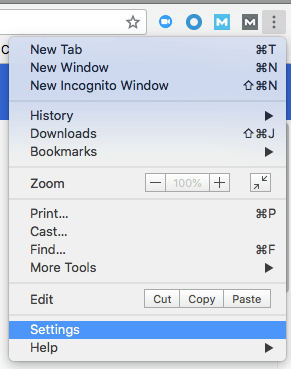 C
New Tab ⌘T
New Window ⌘N
New Incognito Window ⇧⌘N
History ▶
Downloads ⇧⌘J
Bookmarks ▶
Zoom − 100% +
Print... ⌘P
Cast...
Find... ⌘F
More Tools ▶
Edit Cut Copy Paste
Settings
Help ▶